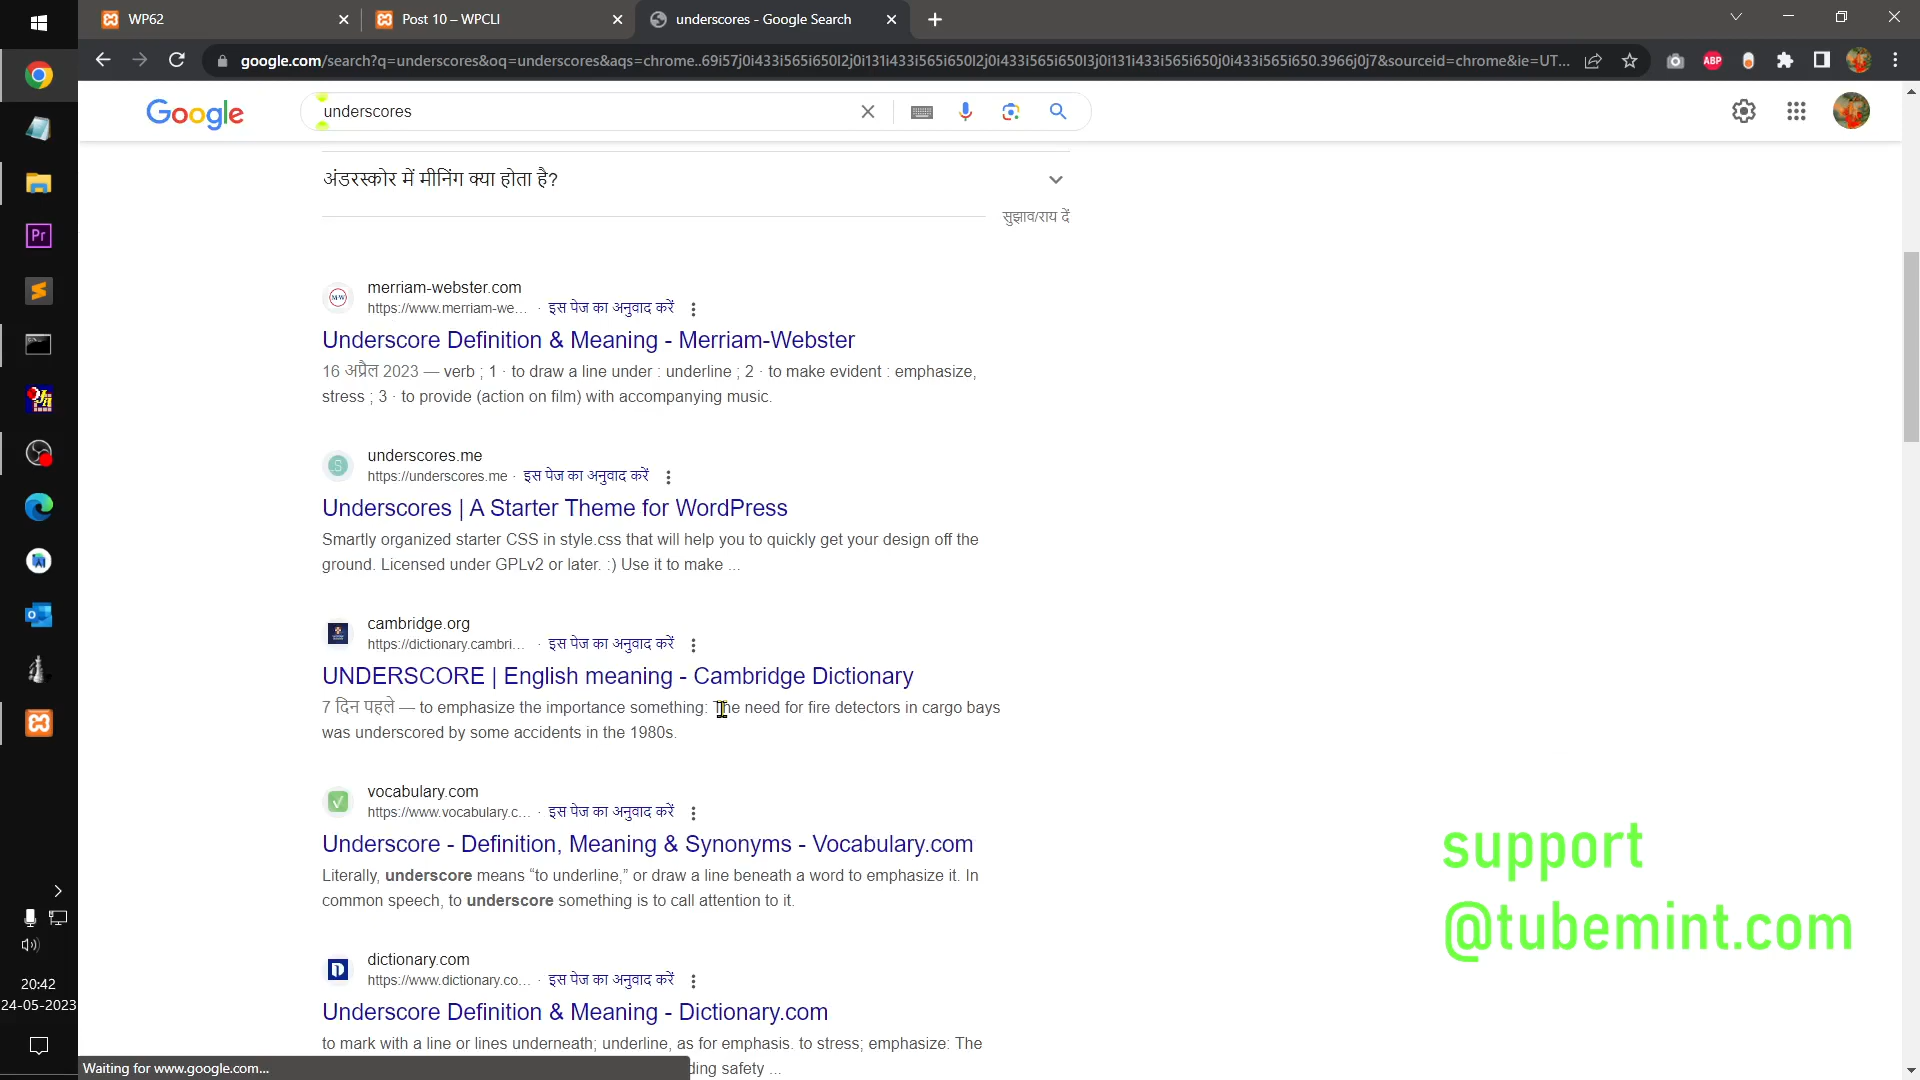 WP62
Post 10 – WPCLI
underscores - Google Search
google.com/search?q=underscores&oq=underscores&aqs=chrome..69i57j0i433i565i650l2j0i131i433i565i650l2j0i433i565i650l3j0i131i433i565i650j0i433i565i650.3966j0j7&sourceid=chrome&ie=UT...
ABP
Google
underscores
अंडरस्कोर में मीनिंग क्या होता है?
सुझाव/राय दें
merriam-webster.com
https://www.merriam-we... · इस पेज का अनुवाद करें
Underscore Definition & Meaning - Merriam-Webster
16 अप्रैल 2023 — verb ; 1 · to draw a line under : underline ; 2 · to make evident : emphasize,
stress ; 3 · to provide (action on film) with accompanying music.
underscores.me
https://underscores.me · इस पेज का अनुवाद करें
Underscores | A Starter Theme for WordPress
Smartly organized starter CSS in style.css that will help you to quickly get your design off the
ground. Licensed under GPLv2 or later. :) Use it to make ...
cambridge.org
https://dictionary.cambri... · इस पेज का अनुवाद करें
UNDERSCORE | English meaning - Cambridge Dictionary
7 दिन पहले — to emphasize the importance something: The need for fire detectors in cargo bays
was underscored by some accidents in the 1980s.
vocabulary.com
https://www.vocabulary.c... · इस पेज का अनुवाद करें
Underscore - Definition, Meaning & Synonyms - Vocabulary.com
Literally, underscore means “to underline,” or draw a line beneath a word to emphasize it. In
common speech, to underscore something is to call attention to it.
dictionary.com
https://www.dictionary.co... · इस पेज का अनुवाद करें
Underscore Definition & Meaning - Dictionary.com
to mark with a line or lines underneath; underline, as for emphasis. to stress; emphasize: The
ding safety ...
Waiting for www.google.com...
support
@tubemint.com
Pr
20:42
24-05-2023